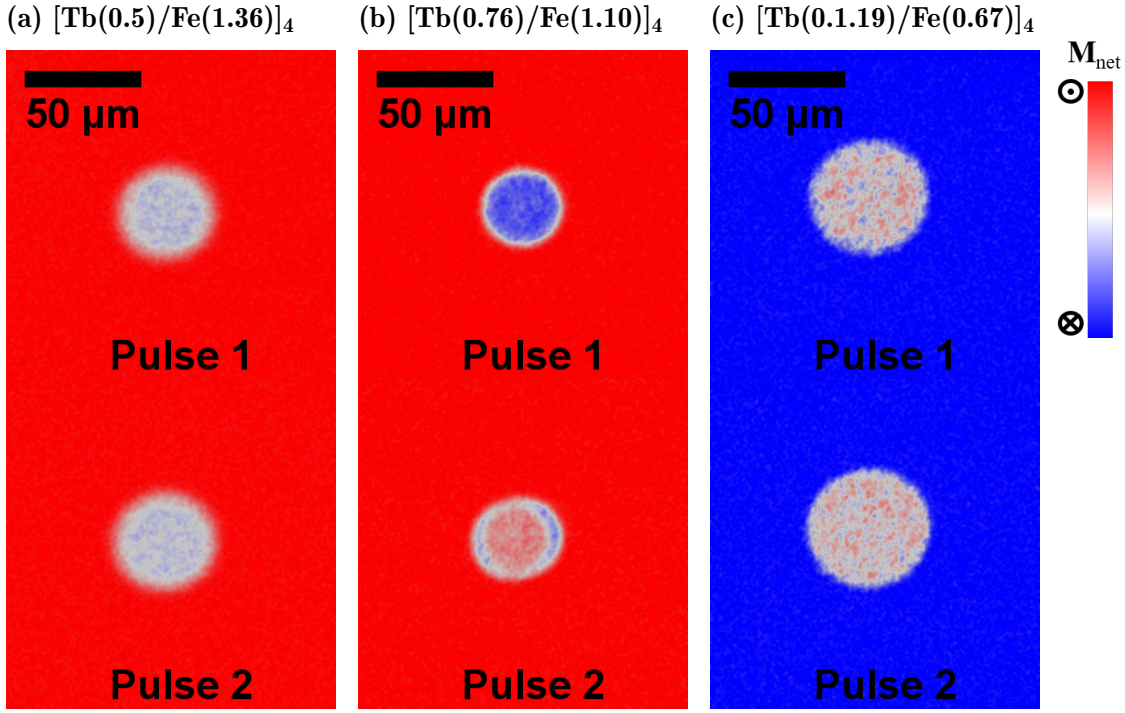 (a) [Tb(0.5)/Fe(1.36)]₄
(b) [Tb(0.76)/Fe(1.10)]₄
(c) [Tb(0.1.19)/Fe(0.67)]₄
M_net
50 µm
50 µm
50 µm
Pulse 1
Pulse 1
Pulse 1
Pulse 2
Pulse 2
Pulse 2